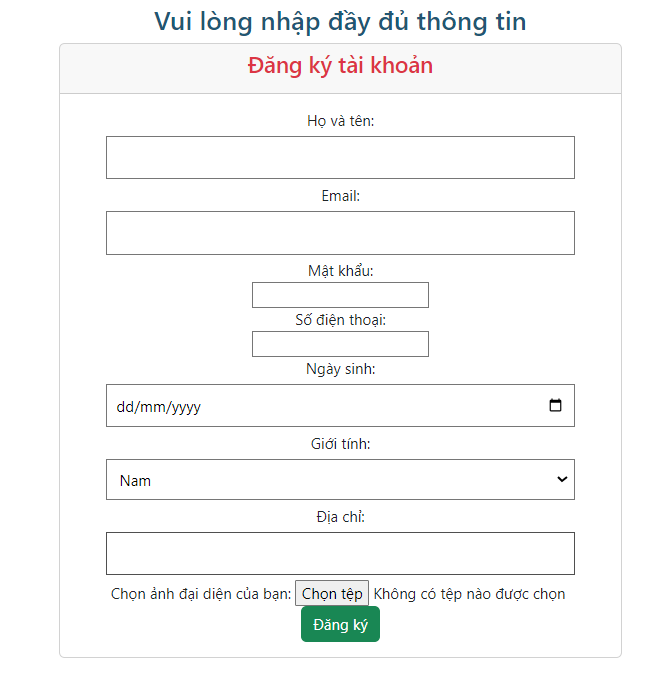 Vui lòng nhập đầy đủ thông tin
Đăng ký tài khoản
Họ và tên:
Email:
Mật khẩu:
Số điện thoại:
Ngày sinh:
dd/mm/yyyy
Giới tính:
Nam
Địa chỉ:
Chọn ảnh đại diện của bạn: Chọn tệp Không có tệp nào được chọn
Đăng ký